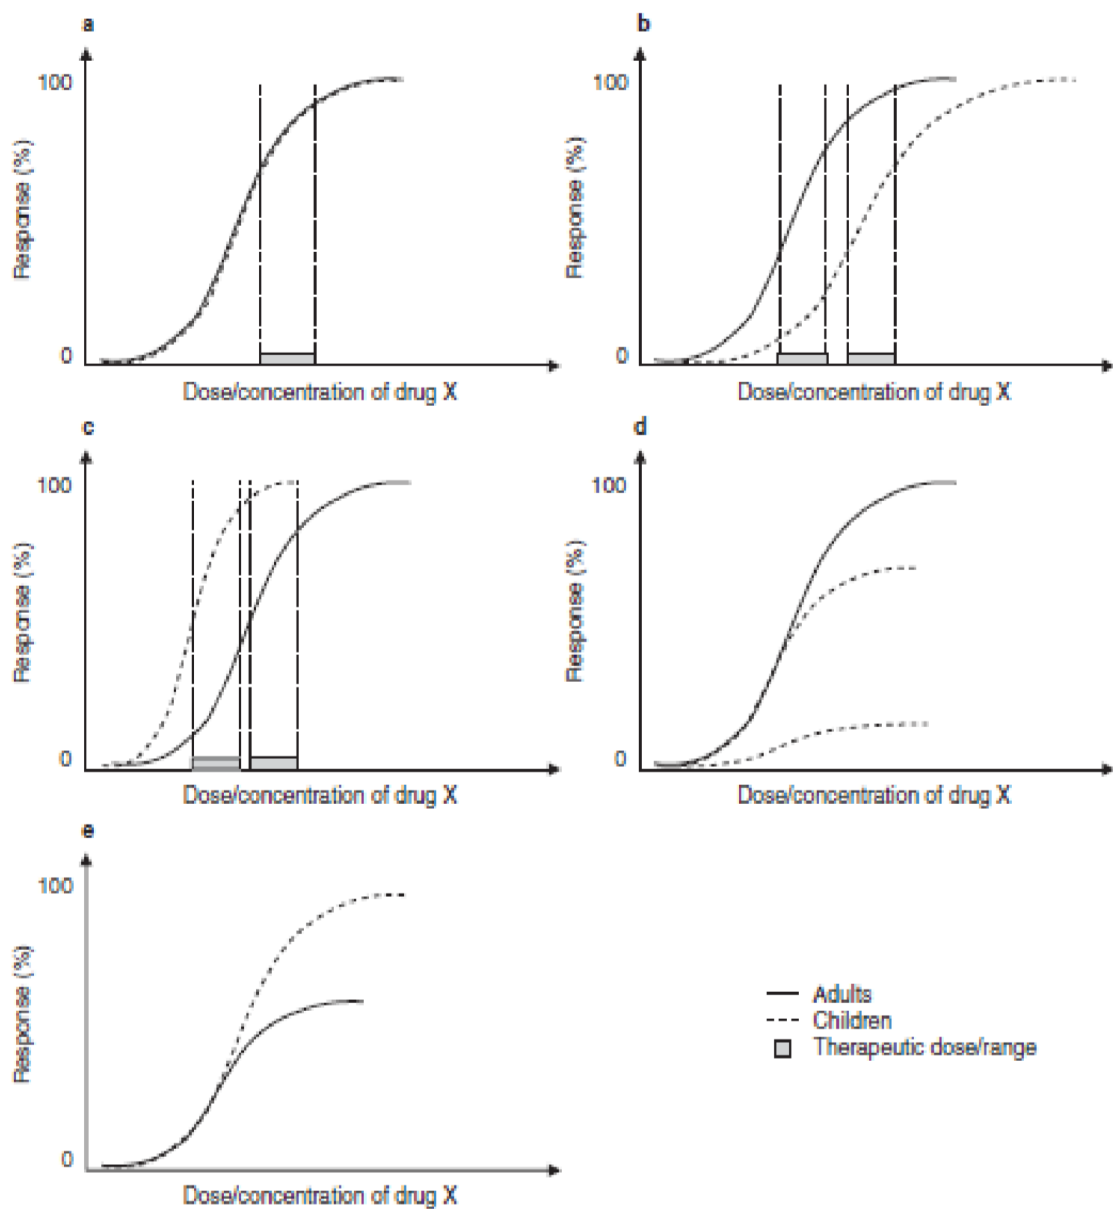 a
100
Response (%)
0
Dose/concentration of drug X
b
100
Response (%)
0
Dose/concentration of drug X
c
100
Response (%)
0
Dose/concentration of drug X
d
100
Response (%)
0
Dose/concentration of drug X
e
100
Response (%)
0
Dose/concentration of drug X
Adults
Children
Therapeutic dose/range